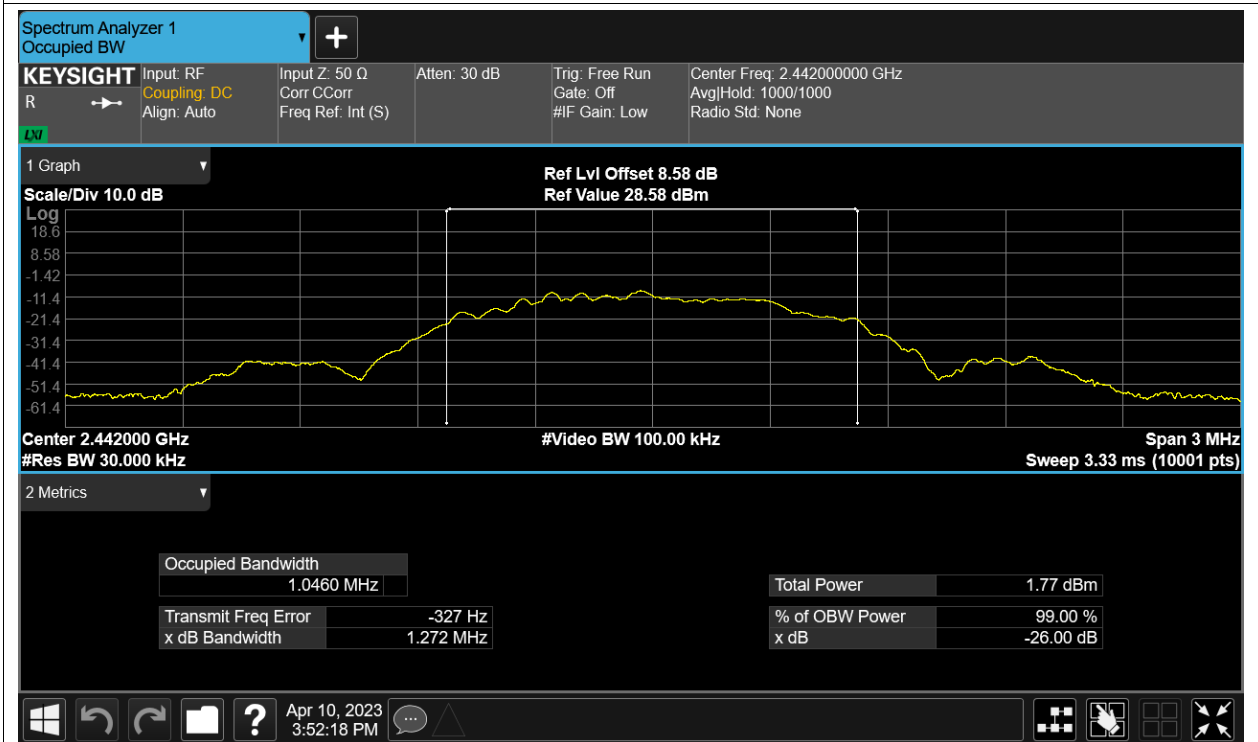 Spectrum Analyzer 1
Occupied BW
KEYSIGHT
R
LXI
Input: RF
Coupling: DC
Align: Auto
Input Z: 50 Ω
Corr CCorr
Freq Ref: Int (S)
Atten: 30 dB
Trig: Free Run
Gate: Off
#IF Gain: Low
Center Freq: 2.442000000 GHz
Avg|Hold: 1000/1000
Radio Std: None
1 Graph
Scale/Div 10.0 dB
Ref Lvl Offset 8.58 dB
Ref Value 28.58 dBm
Log
18.6
8.58
-1.42
-11.4
-21.4
-31.4
-41.4
-51.4
-61.4
Center 2.442000 GHz
#Res BW 30.000 kHz
#Video BW 100.00 kHz
Span 3 MHz
Sweep 3.33 ms (10001 pts)
2 Metrics
Occupied Bandwidth
1.0460 MHz
Transmit Freq Error -327 Hz
x dB Bandwidth 1.272 MHz
Total Power 1.77 dBm
% of OBW Power 99.00 %
x dB -26.00 dB
?
Apr 10, 2023
3:52:18 PM